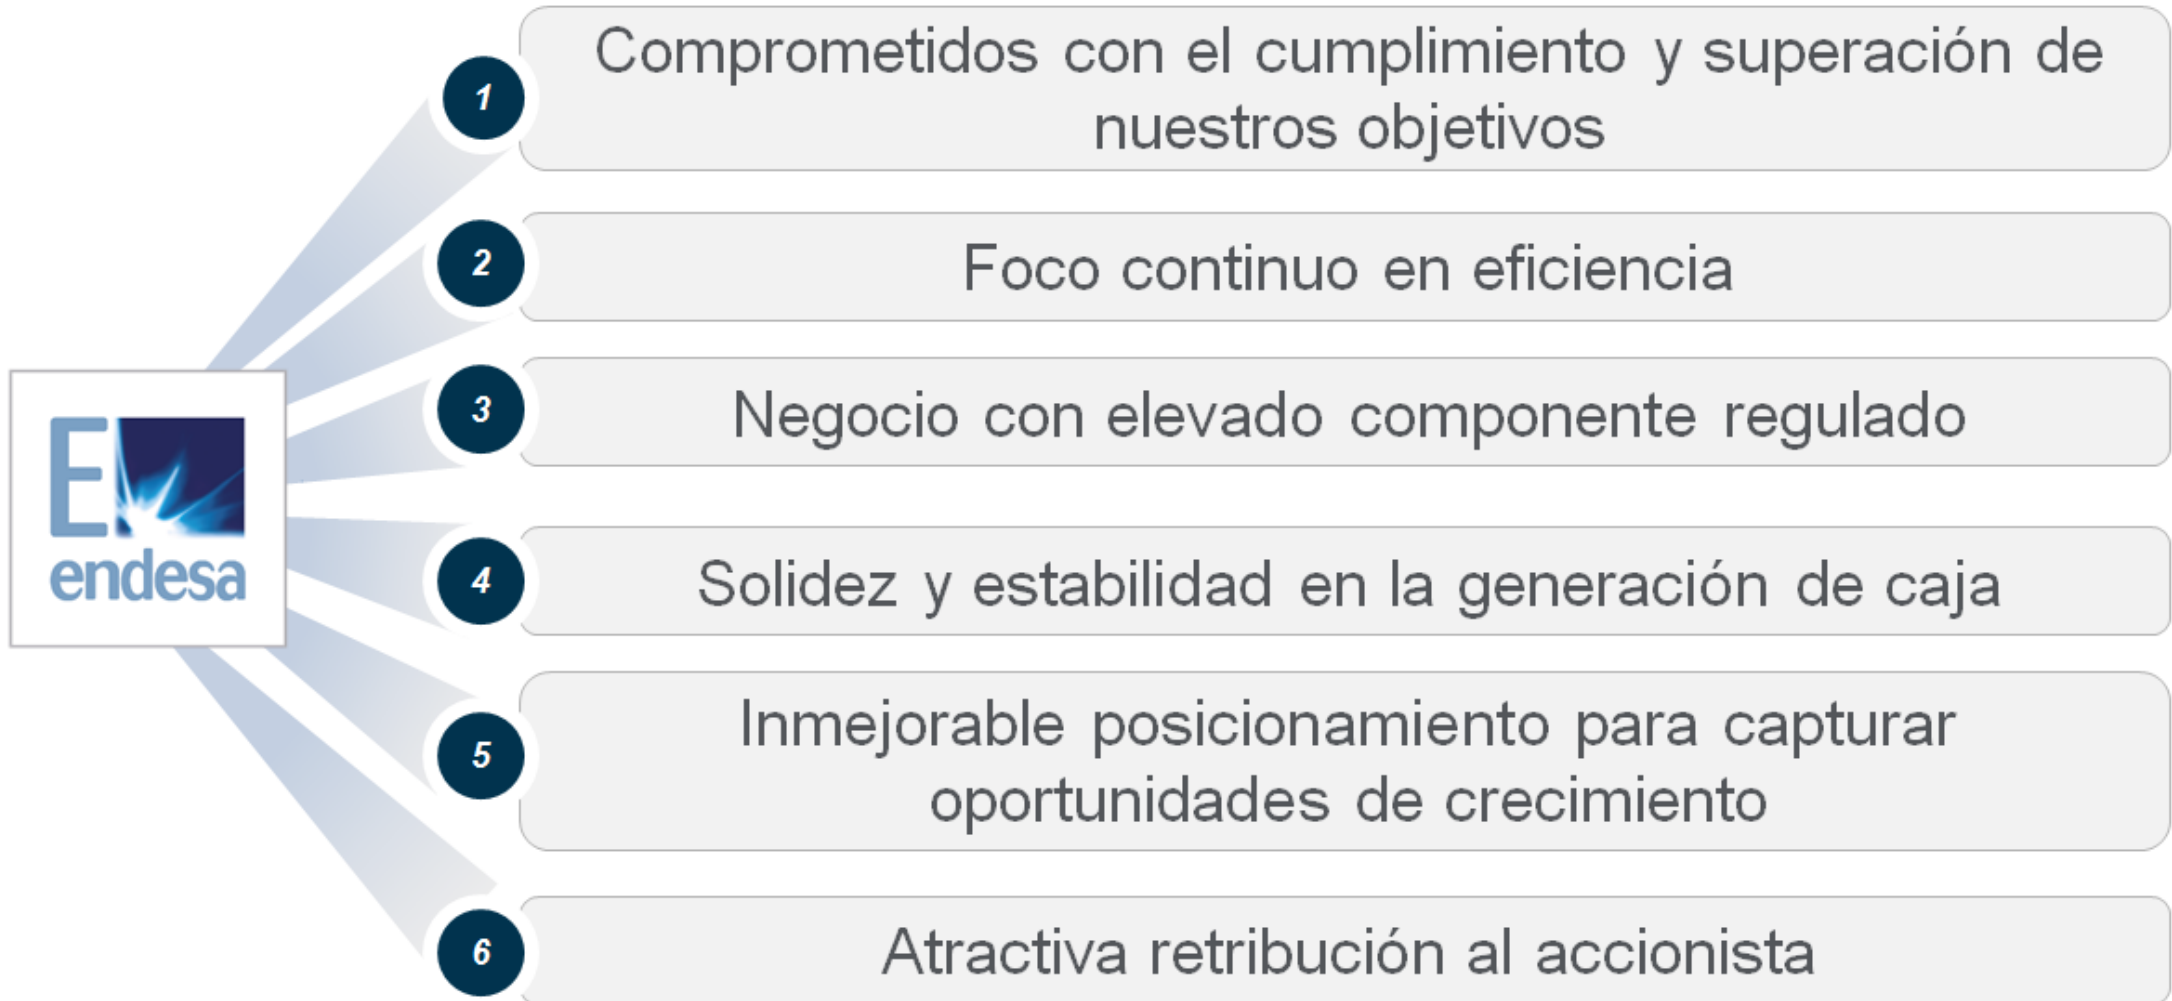 1
Comprometidos con el cumplimiento y superación de
nuestros objetivos
2
Foco continuo en eficiencia
3
Negocio con elevado componente regulado
E
endesa
4
Solidez y estabilidad en la generación de caja
5
Inmejorable posicionamiento para capturar
oportunidades de crecimiento
6
Atractiva retribución al accionista